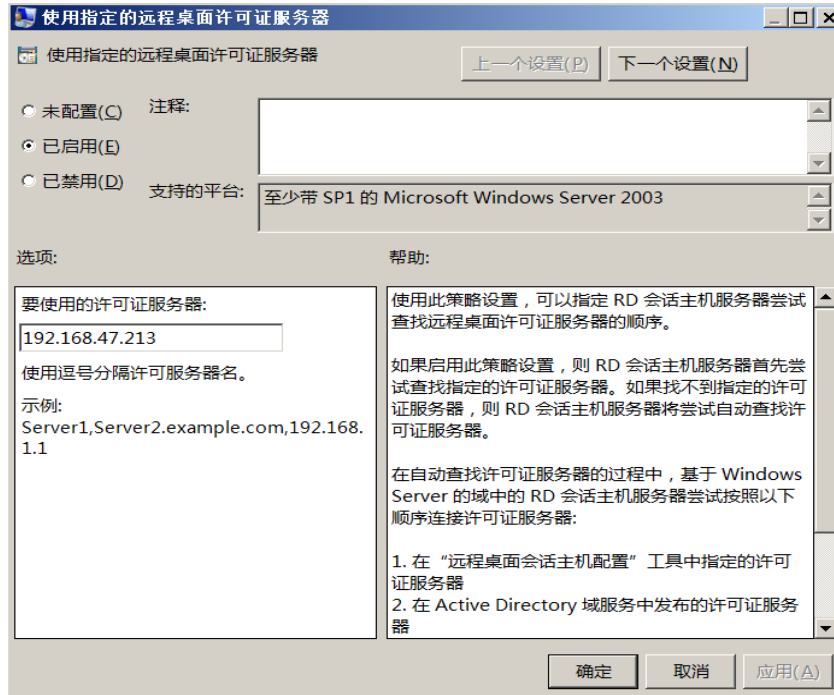 使用指定的远程桌面许可证服务器
使用指定的远程桌面许可证服务器
上一个设置(P)
下一个设置(N)
未配置(C)
注释:
已启用(E)
已禁用(D)
支持的平台:
至少带 SP1 的 Microsoft Windows Server 2003
选项:
帮助:
要使用的许可证服务器:
192.168.47.213
使用逗号分隔许可服务器名。
示例:
Server1,Server2.example.com,192.168.
1.1
使用此策略设置，可以指定 RD 会话主机服务器尝试
查找远程桌面许可证服务器的顺序。
如果启用此策略设置，则 RD 会话主机服务器首先尝
试查找指定的许可证服务器。如果找不到指定的许可
证服务器，则 RD 会话主机服务器将尝试自动查找许
可证服务器。
在自动查找许可证服务器的过程中，基于 Windows
Server 的域中的 RD 会话主机服务器尝试按照以下
顺序连接许可证服务器:
1. 在“远程桌面会话主机配置”工具中指定的许可
证服务器
2. 在 Active Directory 域服务中发布的许可证服务
器
确定
取消
应用(A)